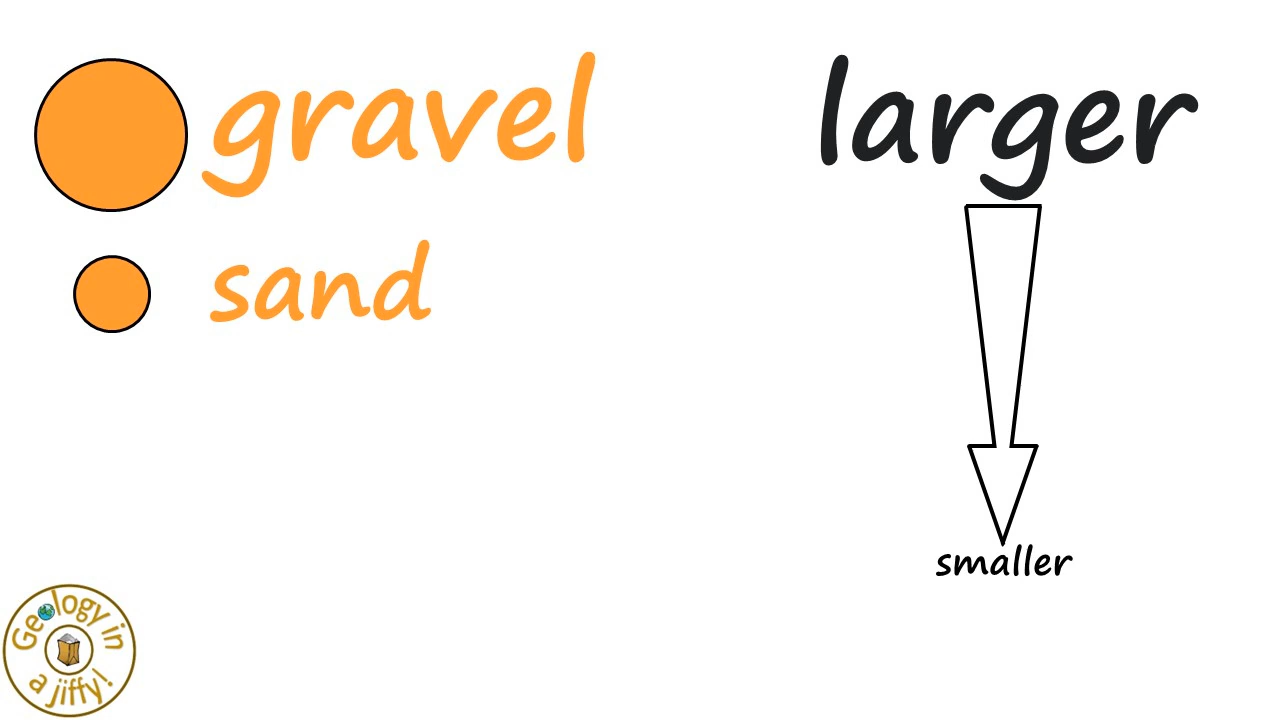 gravel
larger
sand
smaller
Geology in
a jiffy!